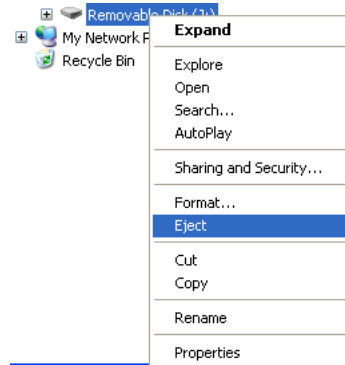 Removable Disk (J:)
My Network P
Recycle Bin
Expand
Explore
Open
Search...
AutoPlay
Sharing and Security...
Format...
Eject
Cut
Copy
Rename
Properties